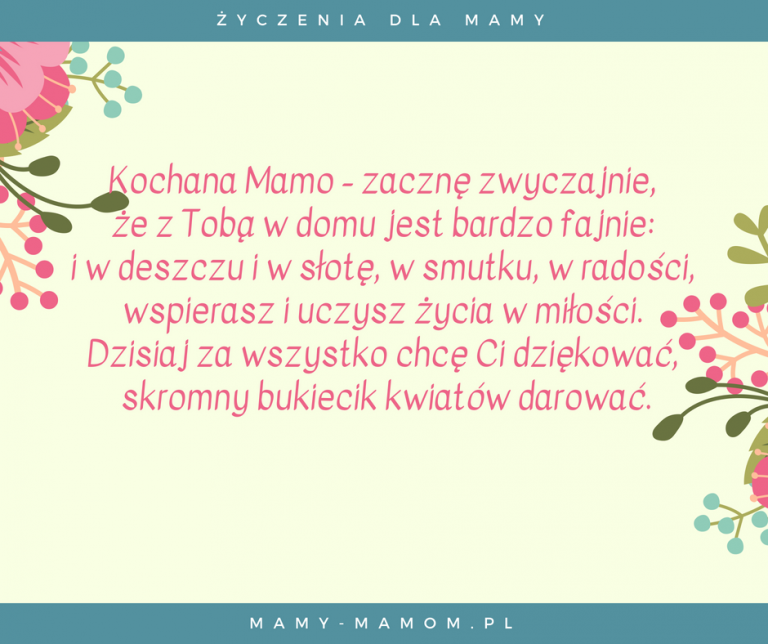 ŻYCZENIA DLA MAMY
Kochana Mamo - zacznę zwyczajnie,
że z Tobą w domu jest bardzo fajnie:
i w deszczu i w słotę, w smutku, w radości,
wspierasz i uczysz życia w miłości.
Dzisiaj za wszystko chcę Ci dziękować,
skromny bukiecik kwiatów darować.
MAMY-MAMOM.PL